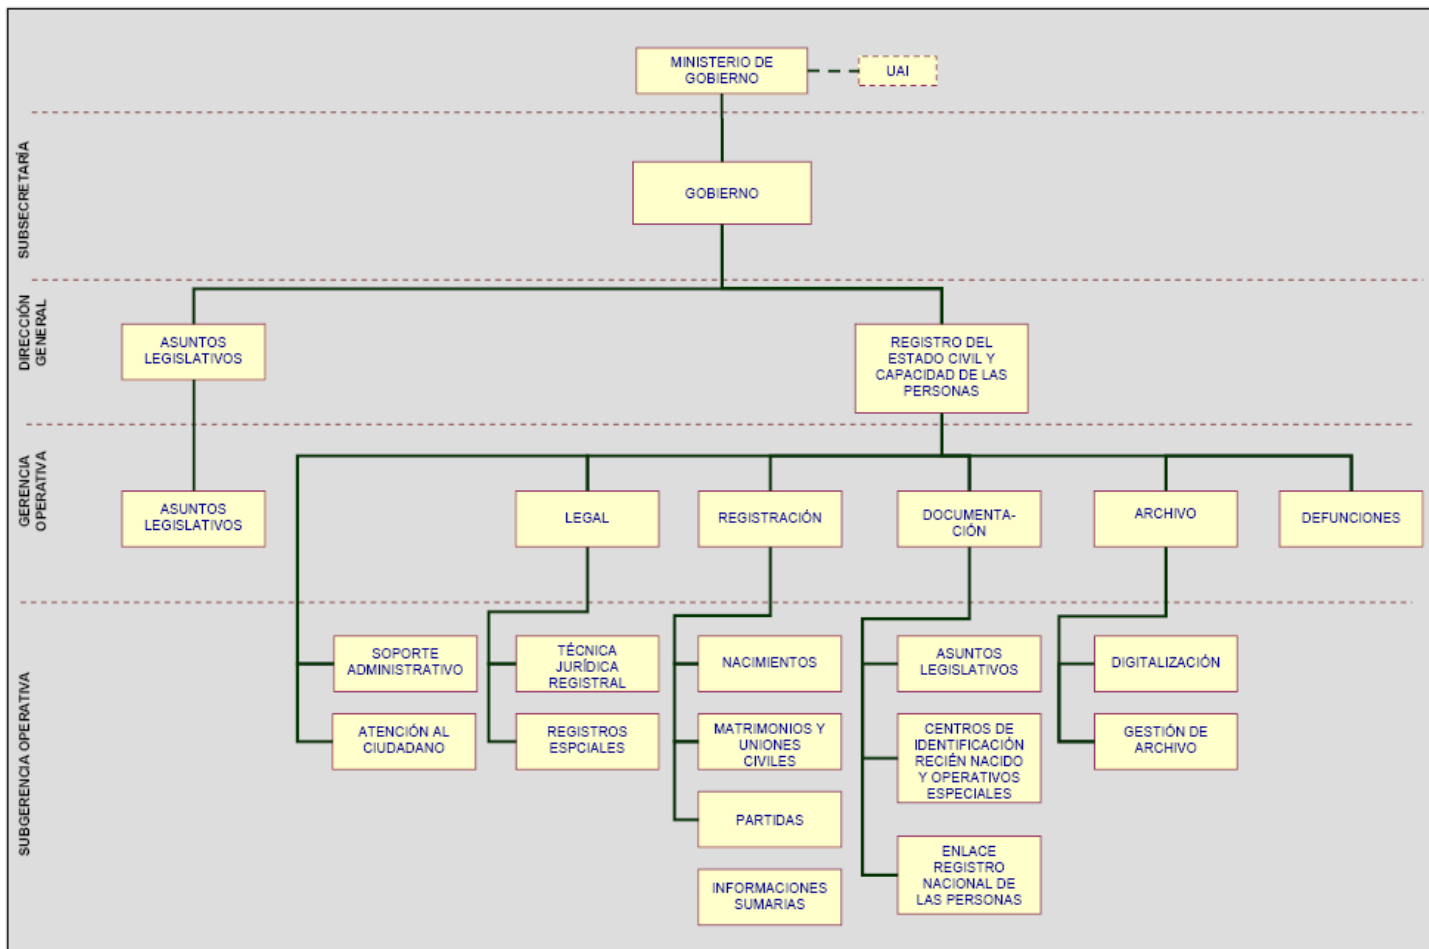 MINISTERIO DE
GOBIERNO
UAI
SUBSECRETARÍA
GOBIERNO
DIRECCIÓN
GENERAL
ASUNTOS
LEGISLATIVOS
REGISTRO DEL
ESTADO CIVIL Y
CAPACIDAD DE LAS
PERSONAS
GERENCIA
OPERATIVA
ASUNTOS
LEGISLATIVOS
LEGAL
REGISTRACIÓN
DOCUMENTA-
CIÓN
ARCHIVO
DEFUNCIONES
SUBGERENCIA OPERATIVA
SOPORTE
ADMINISTRATIVO
ATENCIÓN AL
CIUDADANO
TÉCNICA
JURÍDICA
REGISTRAL
REGISTROS
ESPCIALES
NACIMIENTOS
MATRIMONIOS Y
UNIONES
CIVILES
PARTIDAS
INFORMACIONES
SUMARIAS
ASUNTOS
LEGISLATIVOS
CENTROS DE
IDENTIFICACIÓN
RECIÉN NACIDO
Y OPERATIVOS
ESPECIALES
ENLACE
REGISTRO
NACIONAL DE
LAS PERSONAS
DIGITALIZACIÓN
GESTIÓN DE
ARCHIVO